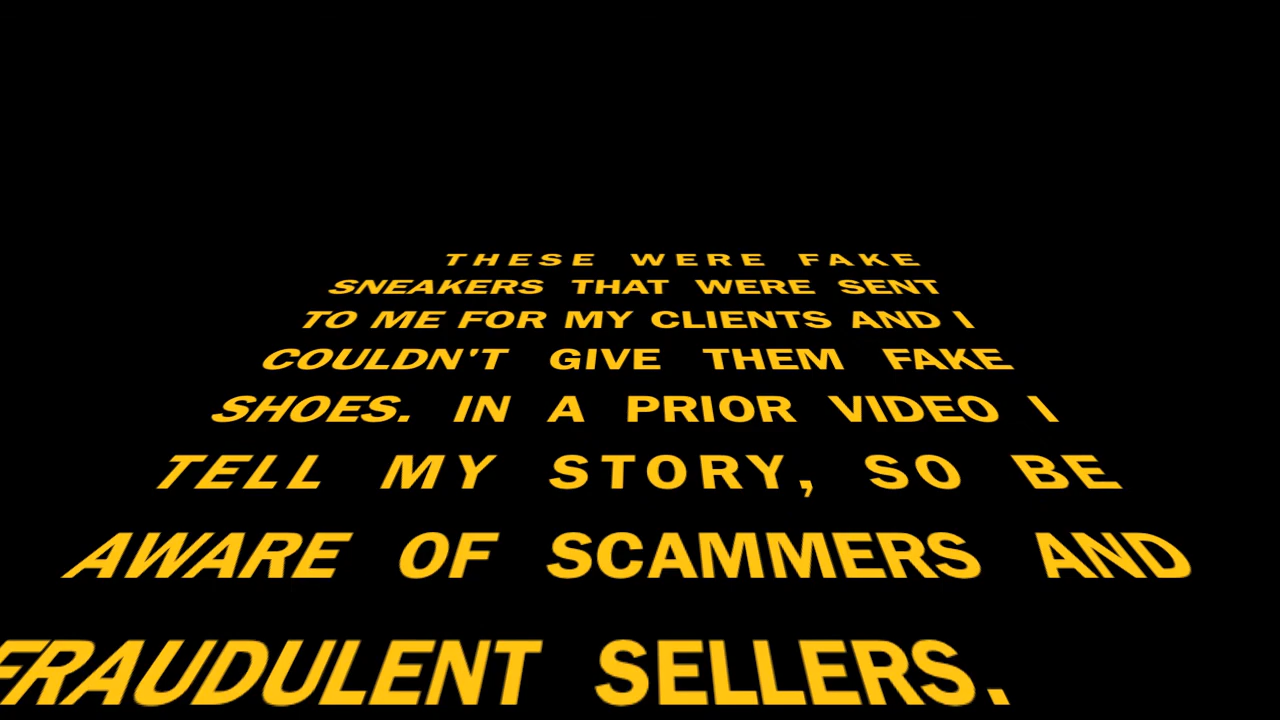 THESE WERE FAKE
SNEAKERS THAT WERE SENT
TO ME FOR MY CLIENTS AND I
COULDN'T GIVE THEM FAKE
SHOES. IN A PRIOR VIDEO I
TELL MY STORY, SO BE
AWARE OF SCAMMERS AND
FRAUDULENT SELLERS.